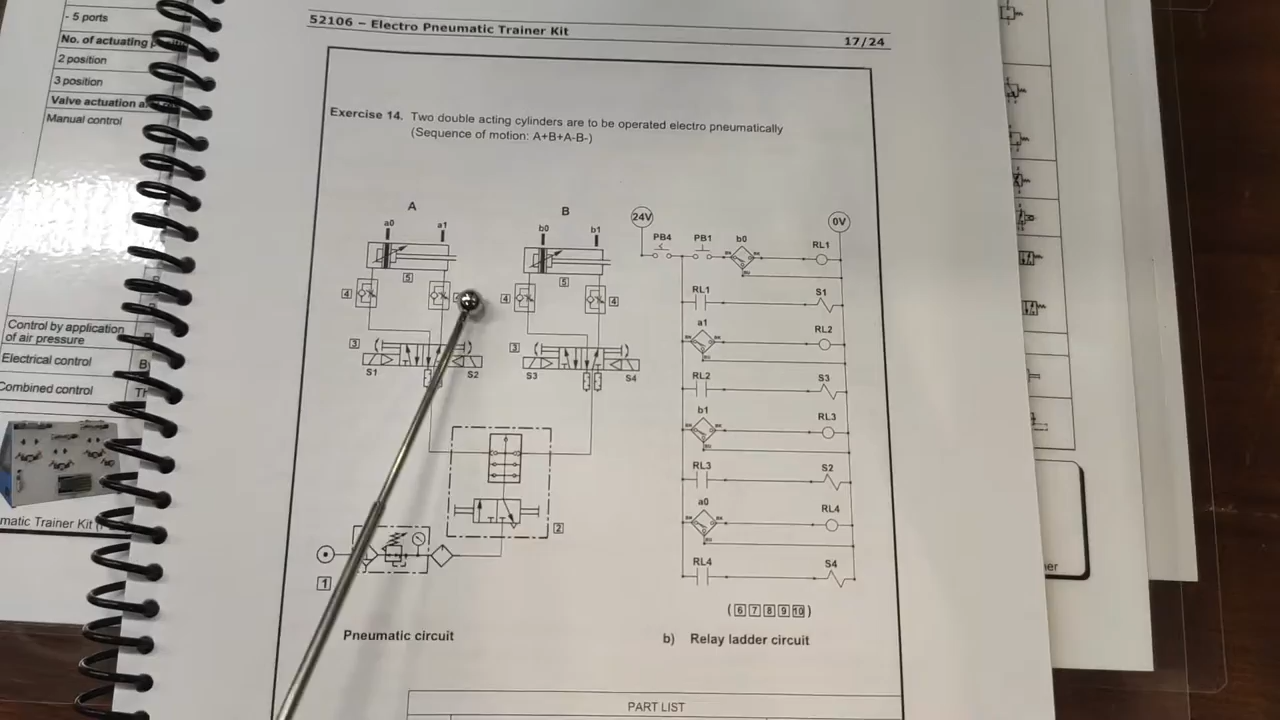 - 5 ports
No. of actuating
2 position
3 position
Valve actuation
Manual control
Control by application
of air pressure
Electrical control
B
Combined control
TH
matic Trainer Kit
52106 – Electro Pneumatic Trainer Kit
17/24
Exercise 14. Two double acting cylinders are to be operated electro pneumatically
(Sequence of motion: A+B+A-B-)
A
B
a0
a1
b0
b1
5
5
4
4
4
3
3
S1
S2
S3
S4
2
1
Pneumatic circuit
24V
0V
PB4
PB1
b0
RL1
RL1
S1
a1
RL2
RL2
S3
b1
RL3
RL3
S2
a0
RL4
RL4
S4
(6 7 8 9 10)
b) Relay ladder circuit
PART LIST
er